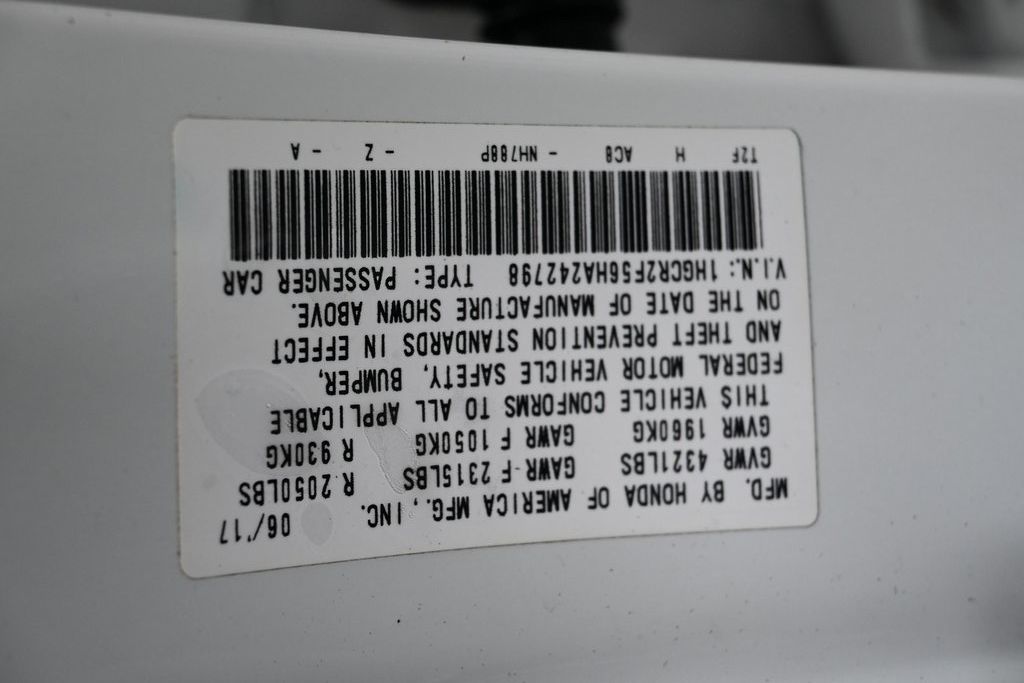 MFD. BY HONDA OF AMERICA MFG., INC. 06/'17
GVWR 4321LBS GAWR F 2315LBS R 2050LBS
GVWR 1960KG GAWR F 1050KG R 930KG
THIS VEHICLE CONFORMS TO ALL APPLICABLE
FEDERAL MOTOR VEHICLE SAFETY, BUMPER,
AND THEFT PREVENTION STANDARDS IN EFFECT
ON THE DATE OF MANUFACTURE SHOWN ABOVE.
V.I.N.: 1HGCR2F56HA242798 TYPE: PASSENGER CAR
T2F H AC8 - NH788P - Z - A